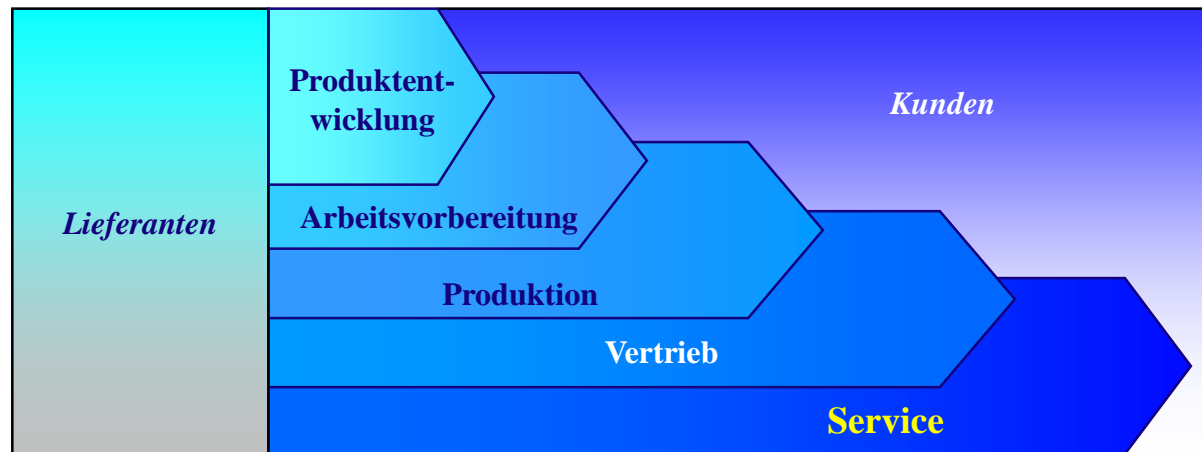 Produktent-
wicklung
Kunden
Lieferanten
Arbeitsvorbereitung
Produktion
Vertrieb
Service